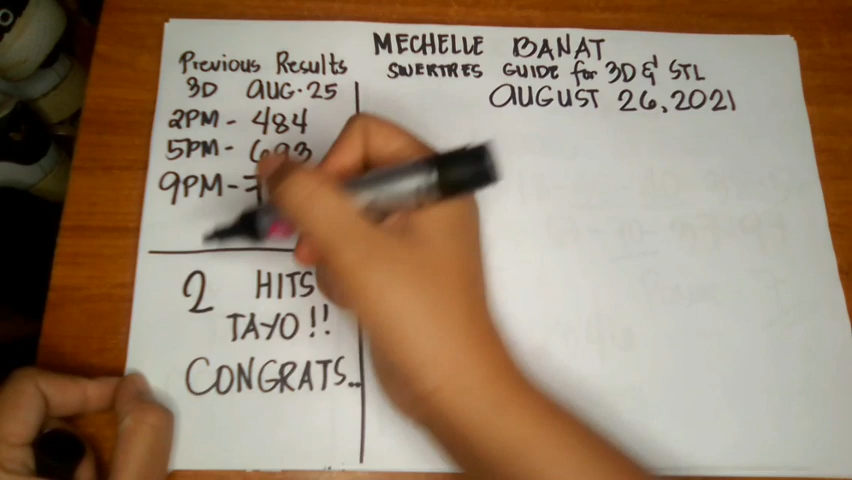 MECHELLE BANAT
SWERTRES GUIDE for 3D & STL
AUGUST 26, 2021
Previous Results
3D AUG. 25
2PM - 484
5PM - 693
9PM - 7
2 HITS
TAYO!!
CONGRATS..